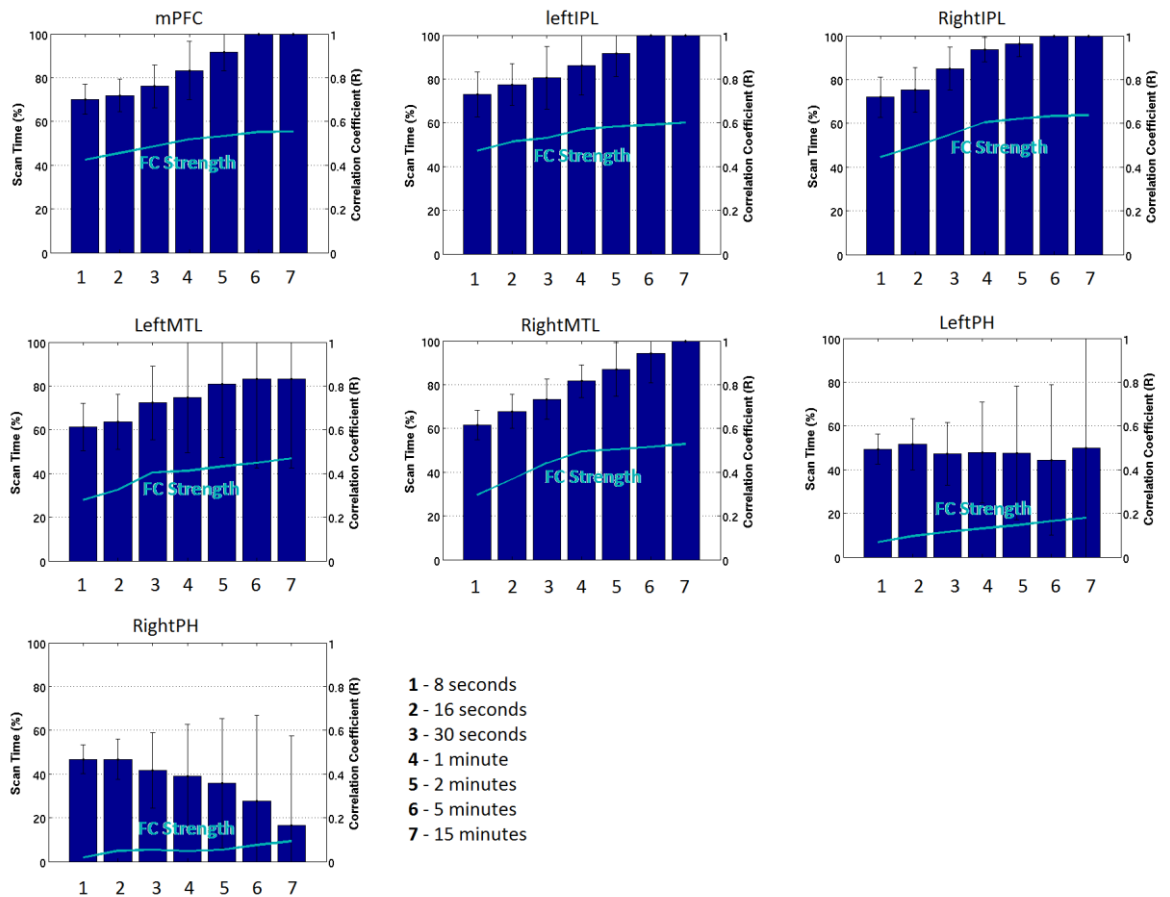 mPFC
100
80
60
40
20
0
Scan Time (%)
FC Strength
1
0.8
0.6
0.4
0.2
0
Correlation Coefficient (R)
1 2 3 4 5 6 7
leftIPL
100
80
60
40
20
0
Scan Time (%)
FC Strength
1
0.8
0.6
0.4
0.2
0
Correlation Coefficient (R)
1 2 3 4 5 6 7
RightIPL
100
80
60
40
20
0
Scan Time (%)
FC Strength
1
0.8
0.6
0.4
0.2
0
Correlation Coefficient (R)
1 2 3 4 5 6 7
LeftMTL
100
80
60
40
20
0
Scan Time (%)
FC Strength
1
0.8
0.6
0.4
0.2
0
Correlation Coefficient (R)
1 2 3 4 5 6 7
RightMTL
100
80
60
40
20
0
Scan Time (%)
FC Strength
1
0.8
0.6
0.4
0.2
0
Correlation Coefficient (R)
1 2 3 4 5 6 7
LeftPH
100
80
60
40
20
0
Scan Time (%)
FC Strength
1
0.8
0.6
0.4
0.2
0
Correlation Coefficient (R)
1 2 3 4 5 6 7
RightPH
100
80
60
40
20
0
Scan Time (%)
FC Strength
1
0.8
0.6
0.4
0.2
0
Correlation Coefficient (R)
1 2 3 4 5 6 7
1 - 8 seconds
2 - 16 seconds
3 - 30 seconds
4 - 1 minute
5 - 2 minutes
6 - 5 minutes
7 - 15 minutes